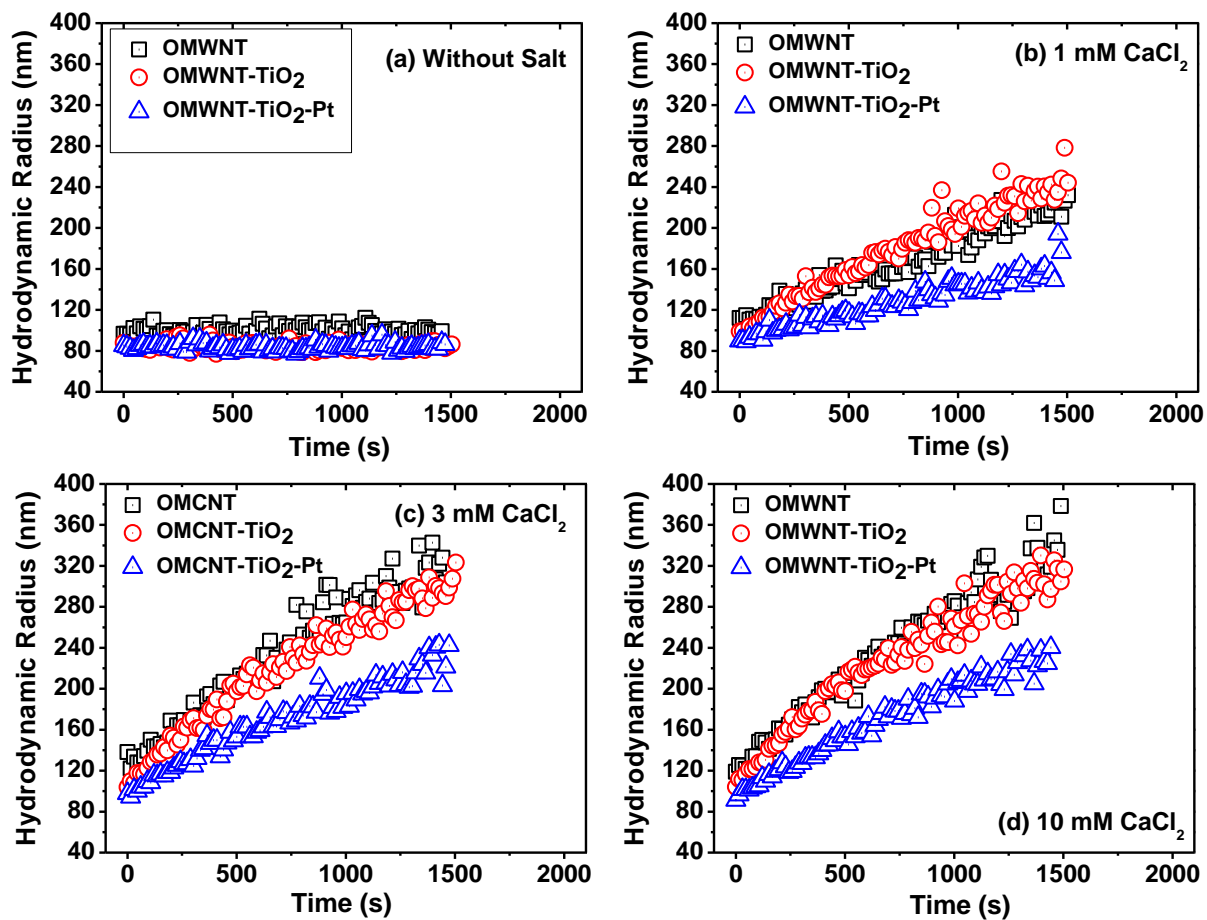 400
360
320
280
240
200
160
120
80
40
Hydrodynamic Radius (nm)
OMWNT
OMWNT-TiO2
OMWNT-TiO2-Pt
(a) Without Salt
0
500
1000
1500
2000
Time (s)
400
360
320
280
240
200
160
120
80
40
Hydrodynamic Radius (nm)
OMWNT
OMWNT-TiO2
OMWNT-TiO2-Pt
(b) 1 mM CaCl2
0
500
1000
1500
2000
Time (s)
400
360
320
280
240
200
160
120
80
40
Hydrodynamic Radius (nm)
OMCNT
OMCNT-TiO2
OMCNT-TiO2-Pt
(c) 3 mM CaCl2
0
500
1000
1500
2000
Time (s)
400
360
320
280
240
200
160
120
80
40
Hydrodynamic Radius (nm)
OMWNT
OMWNT-TiO2
OMWNT-TiO2-Pt
(d) 10 mM CaCl2
0
500
1000
1500
2000
Time (s)